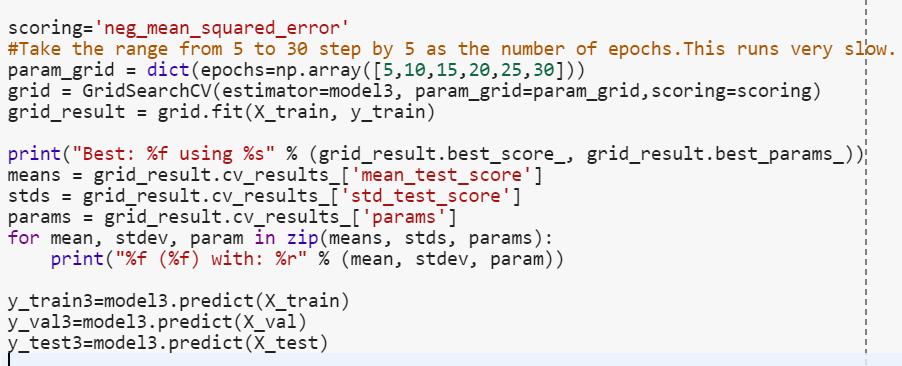 scoring='neg_mean_squared_error'
#Take the range from 5 to 30 step by 5 as the number of epochs.This runs very slow.
param_grid = dict(epochs=np.array([5,10,15,20,25,30]))
grid = GridSearchCV(estimator=model3, param_grid=param_grid,scoring=scoring)
grid_result = grid.fit(X_train, y_train)

print("Best: %f using %s" % (grid_result.best_score_, grid_result.best_params_))
means = grid_result.cv_results_['mean_test_score']
stds = grid_result.cv_results_['std_test_score']
params = grid_result.cv_results_['params']
for mean, stdev, param in zip(means, stds, params):
    print("%f (%f) with: %r" % (mean, stdev, param))

y_train3=model3.predict(X_train)
y_val3=model3.predict(X_val)
y_test3=model3.predict(X_test)